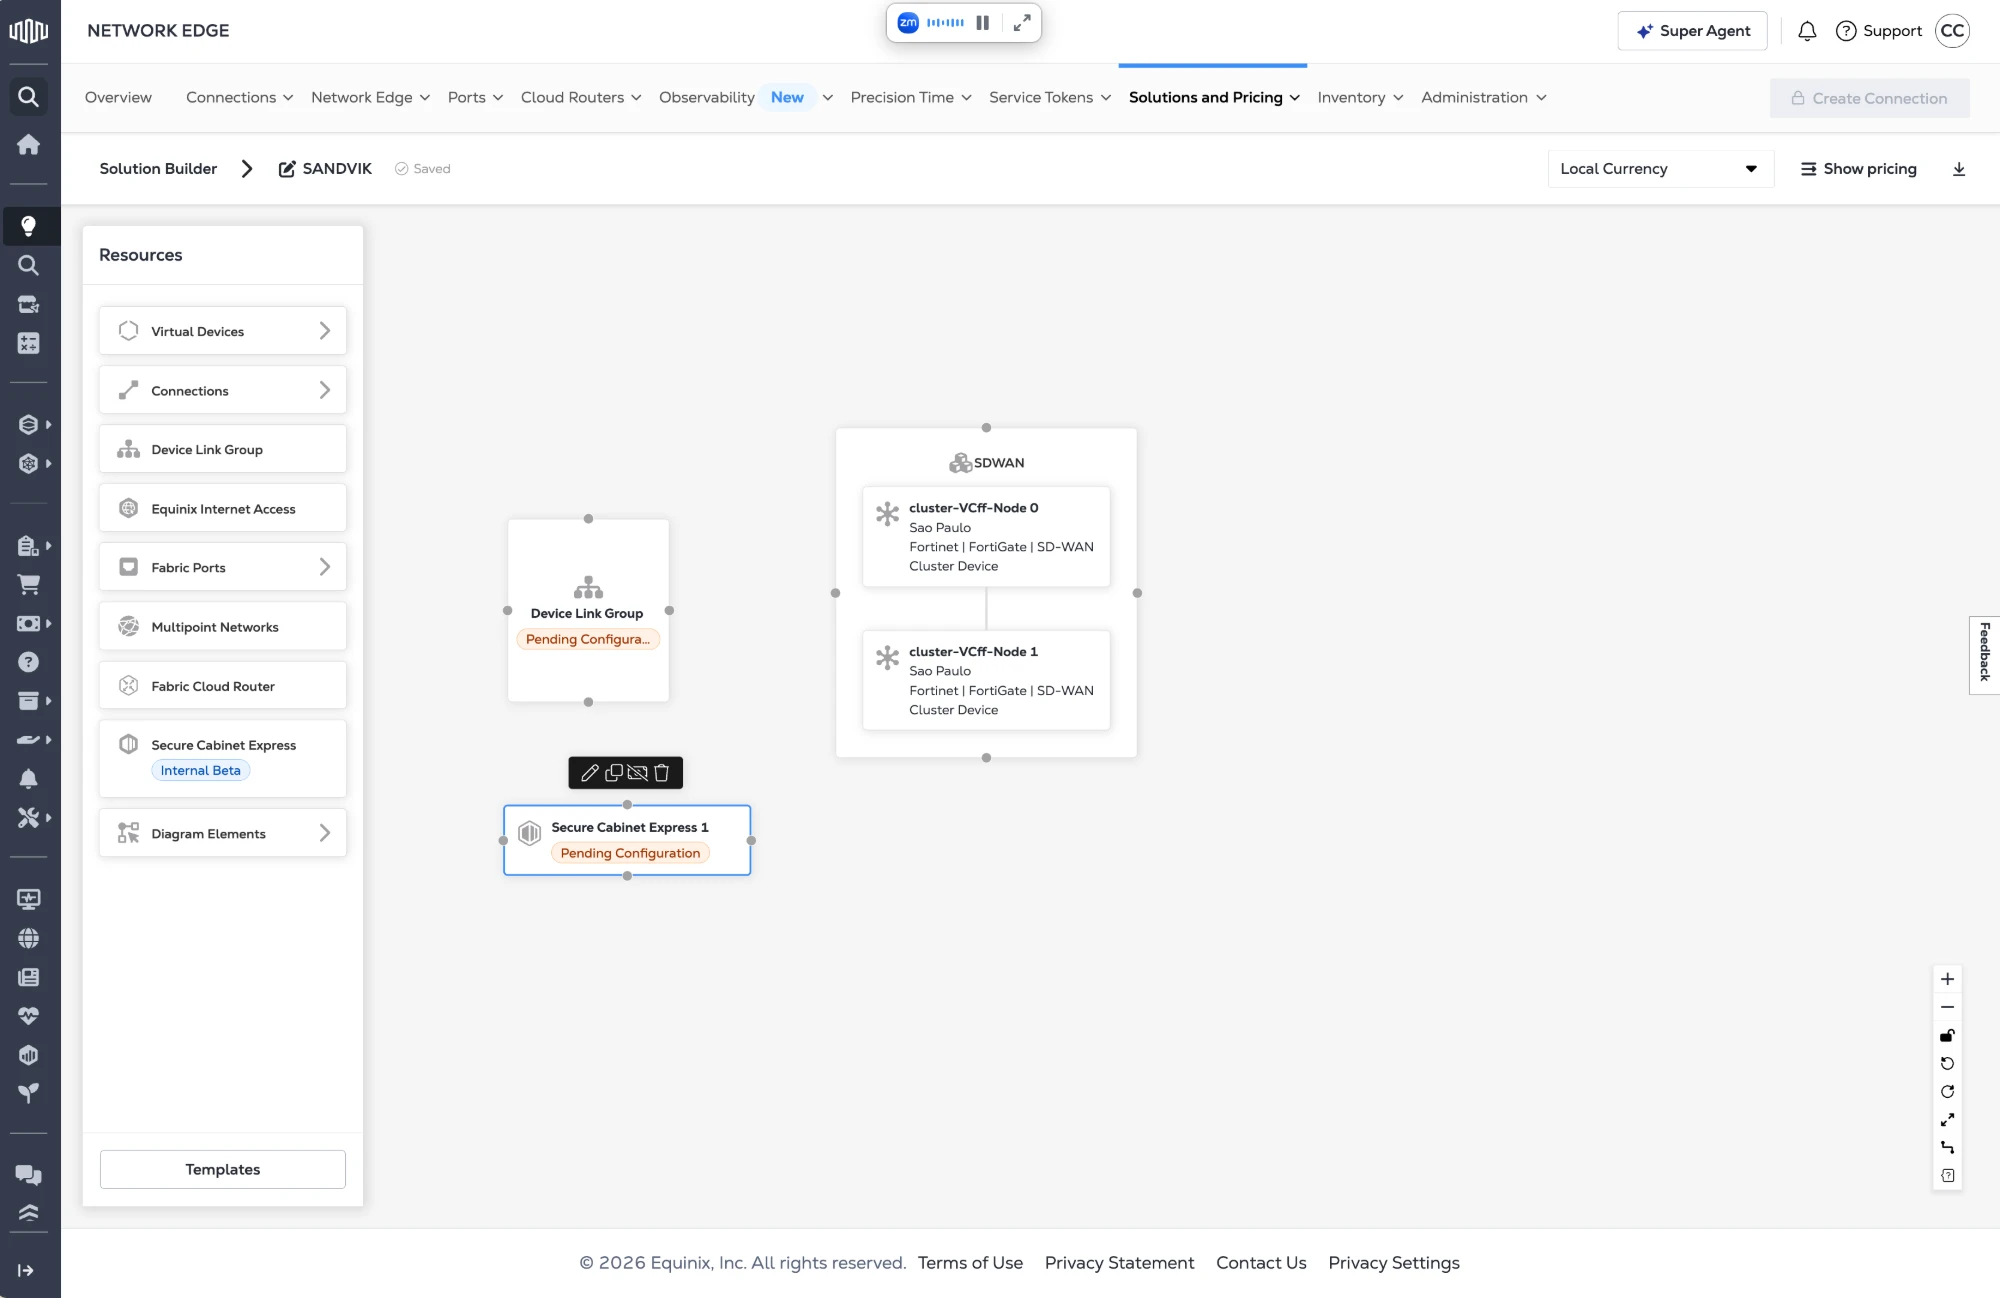 NETWORK EDGE
zm
Super Agent
Support
CC
Overview
Connections
Network Edge
Ports
Cloud Routers
Observability
New
Precision Time
Service Tokens
Solutions and Pricing
Inventory
Administration
Create Connection
Solution Builder
SANDVIK
Saved
Local Currency
Show pricing
Resources
Virtual Devices
Connections
Device Link Group
Equinix Internet Access
Fabric Ports
Multipoint Networks
Fabric Cloud Router
Secure Cabinet Express
Internal Beta
Diagram Elements
Templates
SDWAN
cluster-VCff-Node 0
Sao Paulo
Fortinet | FortiGate | SD-WAN
Cluster Device
cluster-VCff-Node 1
Sao Paulo
Fortinet | FortiGate | SD-WAN
Cluster Device
Device Link Group
Pending Configura...
Secure Cabinet Express 1
Pending Configuration
Feedback
© 2026 Equinix, Inc. All rights reserved. Terms of Use Privacy Statement Contact Us Privacy Settings